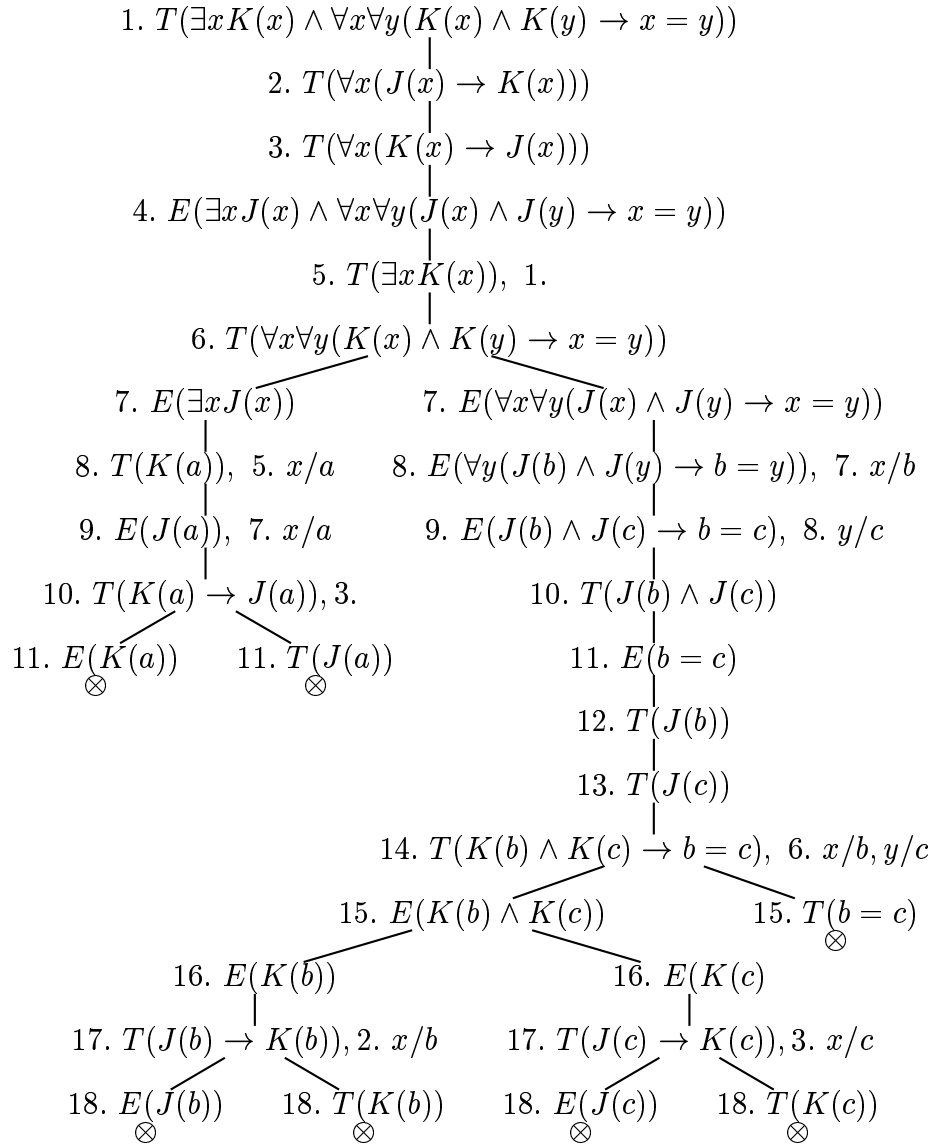 1. T(∃xK(x) ∧ ∀x∀y(K(x) ∧ K(y) → x = y))
2. T(∀x(J(x) → K(x)))
3. T(∀x(K(x) → J(x)))
4. E(∃xJ(x) ∧ ∀x∀y(J(x) ∧ J(y) → x = y))
5. T(∃xK(x)), 1.
6. T(∀x∀y(K(x) ∧ K(y) → x = y))
7. E(∃xJ(x)) 7. E(∀x∀y(J(x) ∧ J(y) → x = y))
8. T(K(a)), 5. x/a 8. E(∀y(J(b) ∧ J(y) → b = y)), 7. x/b
9. E(J(a)), 7. x/a 9. E(J(b) ∧ J(c) → b = c), 8. y/c
10. T(K(a) → J(a)), 3. 10. T(J(b) ∧ J(c))
11. E(K(a)) 11. T(J(a)) 11. E(b = c)
⊗ ⊗
12. T(J(b))
13. T(J(c))
14. T(K(b) ∧ K(c) → b = c), 6. x/b, y/c
15. E(K(b) ∧ K(c)) 15. T(b = c)
⊗
16. E(K(b)) 16. E(K(c)
17. T(J(b) → K(b)), 2. x/b 17. T(J(c) → K(c)), 3. x/c
18. E(J(b)) 18. T(K(b)) 18. E(J(c)) 18. T(K(c))
⊗ ⊗ ⊗ ⊗